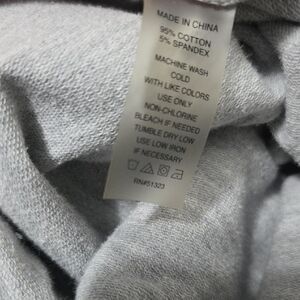 MADE IN CHINA
95% COTTON
5% SPANDEX
MACHINE WASH
COLD
WITH LIKE COLORS
USE ONLY
NON-CHLORINE
BLEACH IF NEEDED
TUMBLE DRY LOW
USE LOW IRON
IF NECESSARY
RN#51323